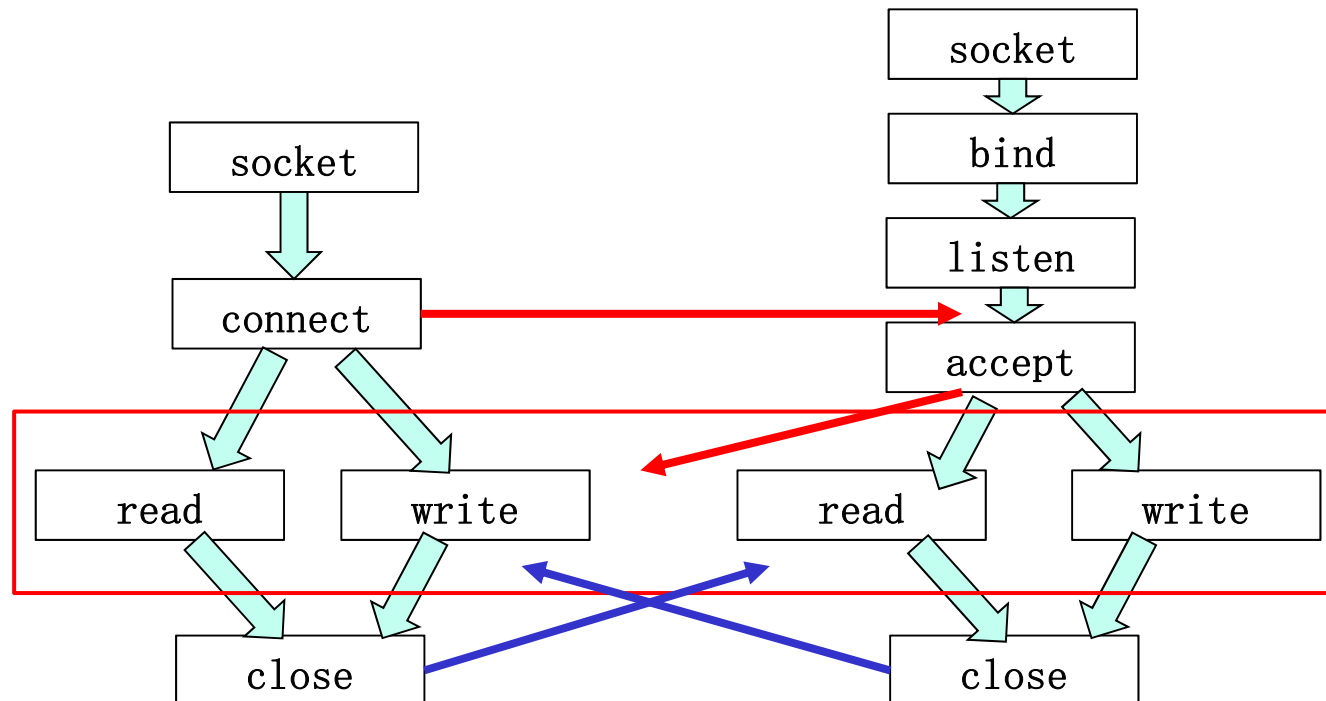 socket
bind
socket
listen
connect
accept
read
write
read
write
close
close